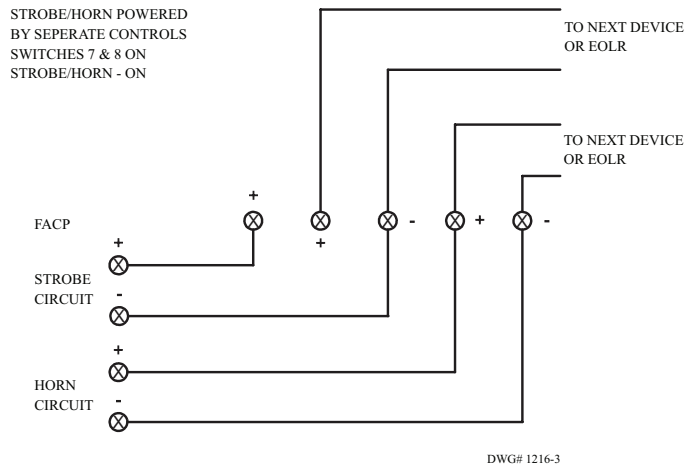 STROBE/HORN POWERED
BY SEPERATE CONTROLS
SWITCHES 7 & 8 ON
STROBE/HORN - ON
TO NEXT DEVICE
OR EOLR
TO NEXT DEVICE
OR EOLR
+
FACP
+
-
+
-
+
STROBE
CIRCUIT
-
+
HORN
CIRCUIT
-
+
DWG# 1216-3